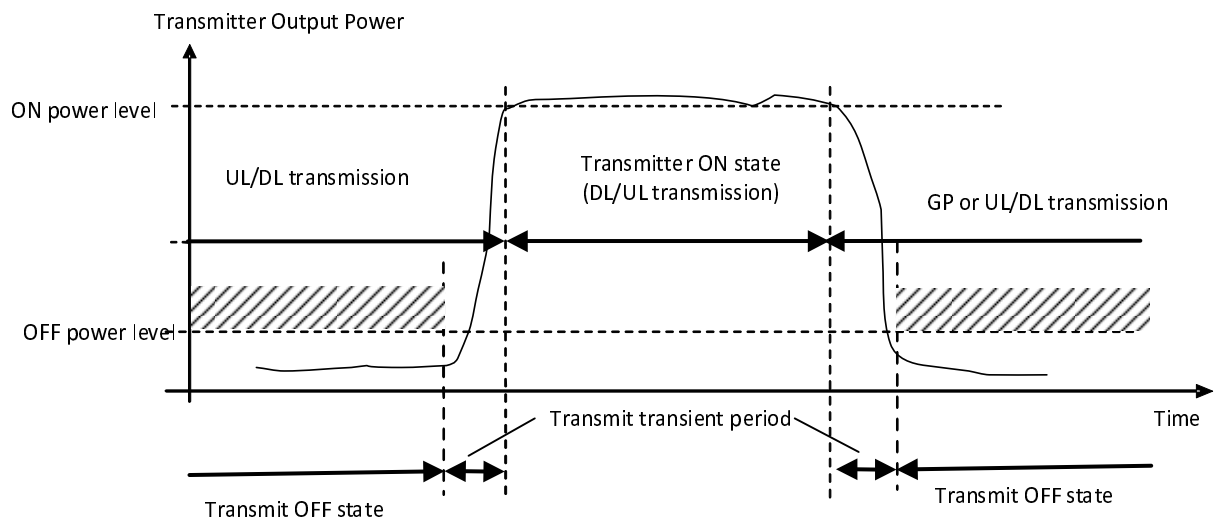 Transmitter Output Power
ON power level
UL/DL transmission
Transmitter ON state
(DL/UL transmission)
GP or UL/DL transmission
OFF power level
Transmit transient period
Time
Transmit OFF state
Transmit OFF state